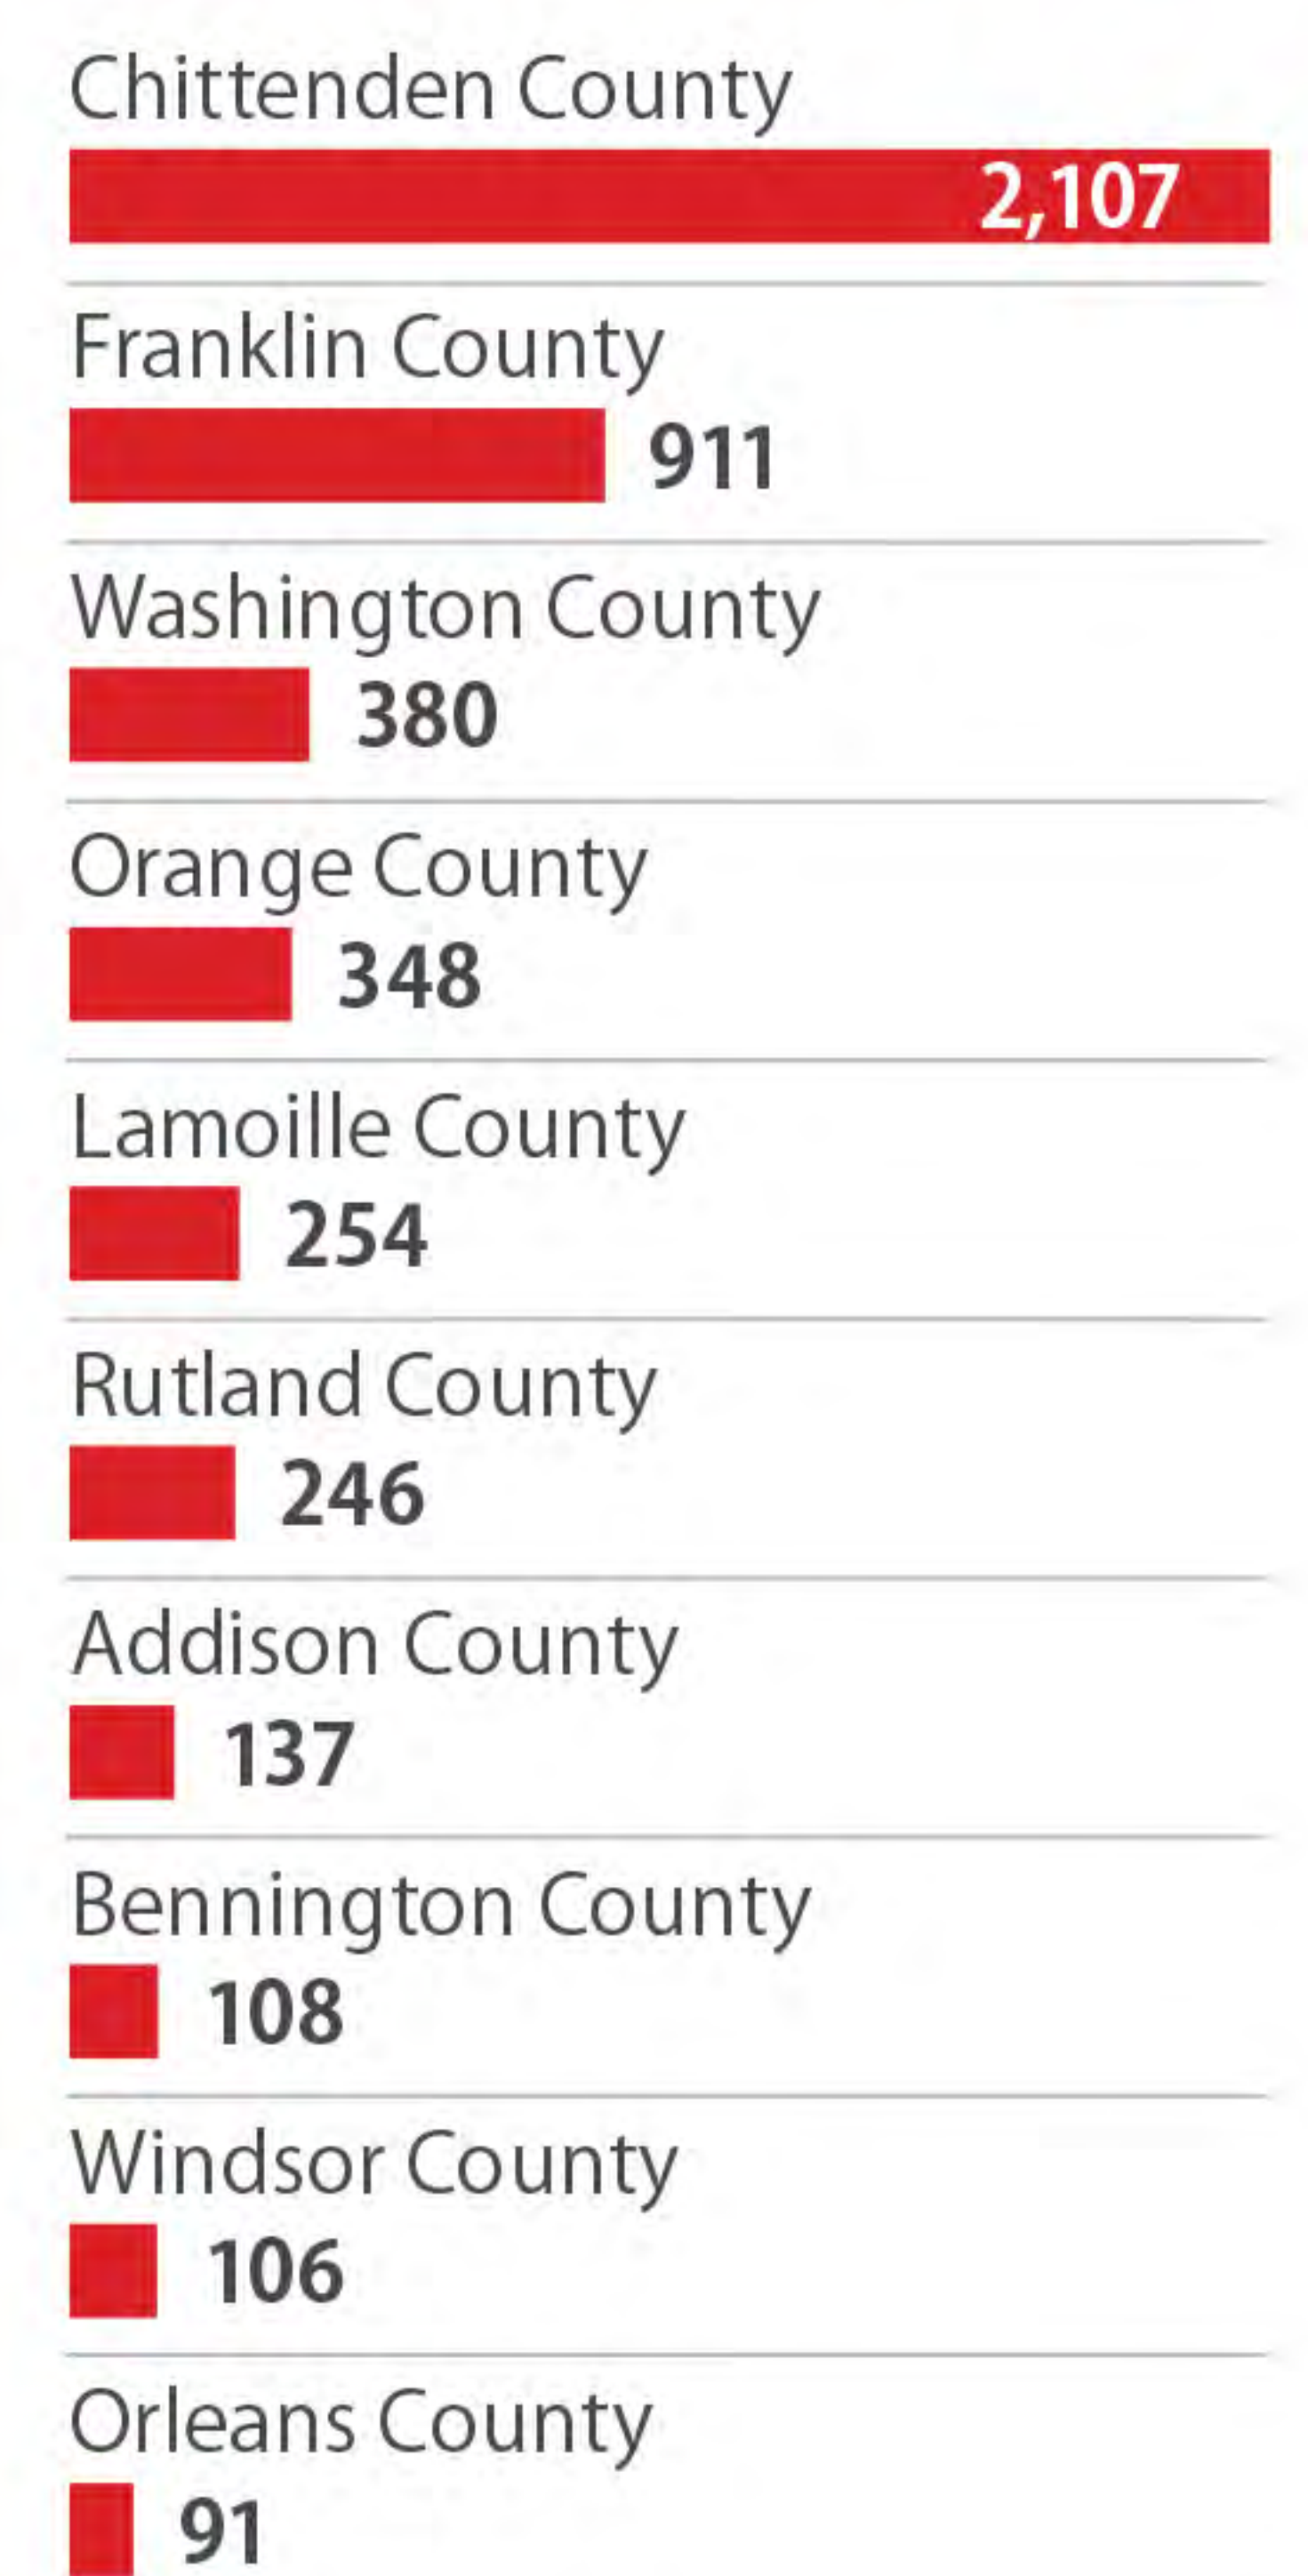 Chittenden County
2,107
Franklin County
911
Washington County
380
Orange County
348
Lamoille County
254
Rutland County
246
Addison County
137
Bennington County
108
Windsor County
106
Orleans County
91